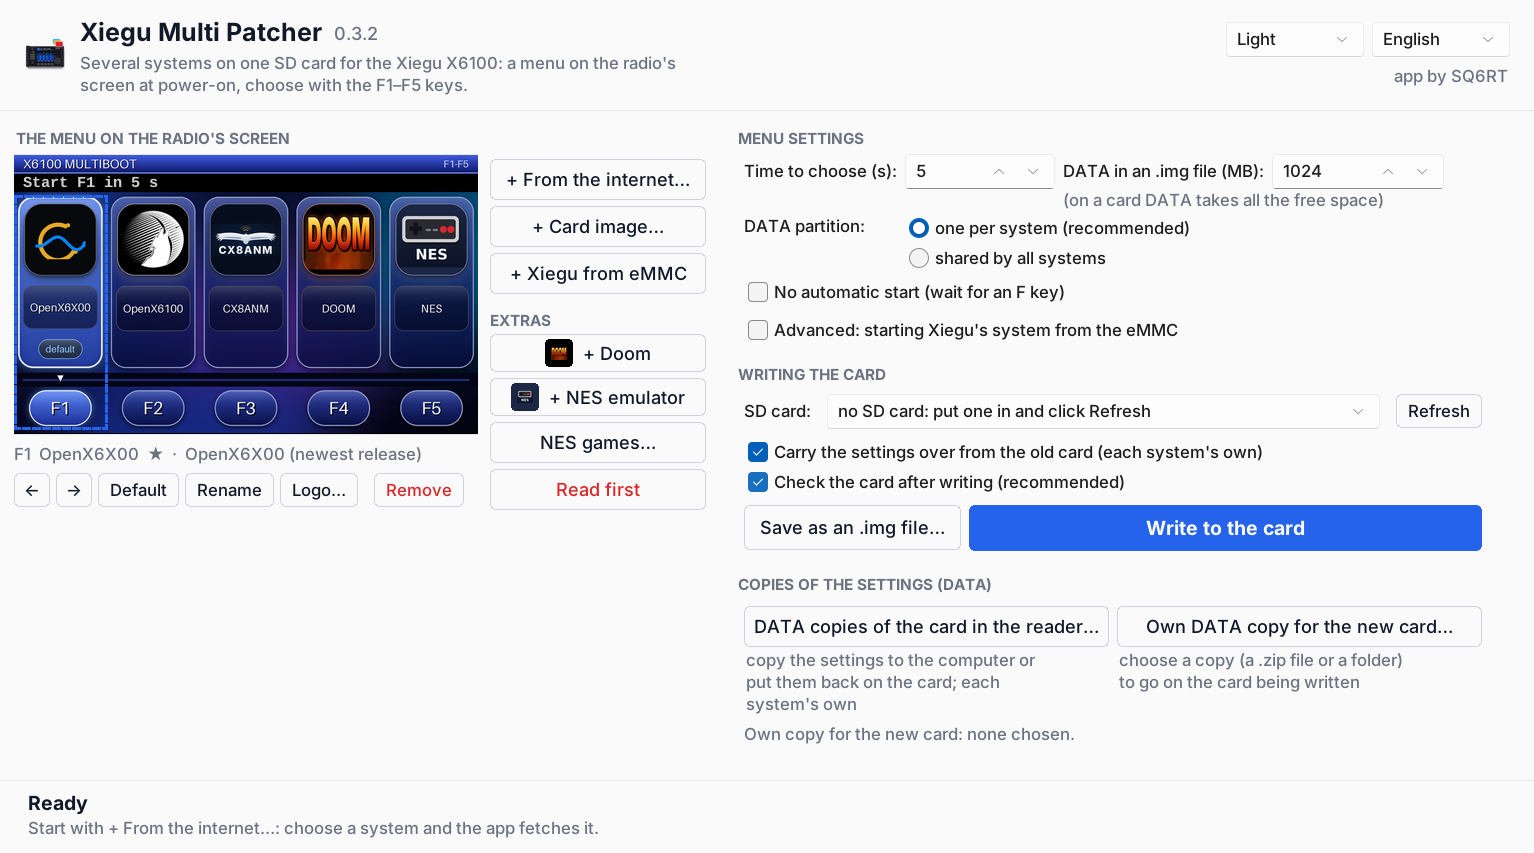 Xiegu Multi Patcher 0.3.2
Several systems on one SD card for the Xiegu X6100: a menu on the radio's
screen at power-on, choose with the F1–F5 keys.
Light
English
app by SQ6RT
THE MENU ON THE RADIO'S SCREEN
X6100 MULTIBOOT
F1-F5
Start F1 in 5 s
CX8ANM
DOOM
NES
OpenX6X00
OpenX6100
CX8ANM
DOOM
NES
default
F1
F2
F3
F4
F5
F1 OpenX6X00 ★ · OpenX6X00 (newest release)
← → Default Rename Logo... Remove
+ From the internet...
+ Card image...
+ Xiegu from eMMC
EXTRAS
DOOM
+ Doom
+ NES emulator
NES games...
Read first
MENU SETTINGS
Time to choose (s): 5
DATA in an .img file (MB): 1024
(on a card DATA takes all the free space)
DATA partition:
one per system (recommended)
shared by all systems
No automatic start (wait for an F key)
Advanced: starting Xiegu's system from the eMMC
WRITING THE CARD
SD card: no SD card: put one in and click Refresh
Refresh
Carry the settings over from the old card (each system's own)
Check the card after writing (recommended)
Save as an .img file...
Write to the card
COPIES OF THE SETTINGS (DATA)
DATA copies of the card in the reader...
copy the settings to the computer or
put them back on the card; each
system's own
Own DATA copy for the new card...
choose a copy (a .zip file or a folder)
to go on the card being written
Own copy for the new card: none chosen.
Ready
Start with + From the internet...: choose a system and the app fetches it.